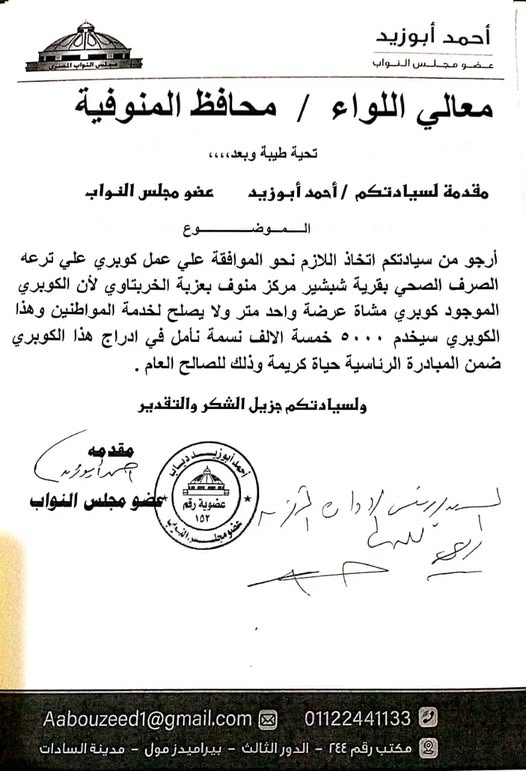 أحمد أبوزيد
عضو مجلس النواب
مجلس النواب المصري
معالي اللواء / محافظ المنوفية
تحية طيبة وبعد،،،،
مقدمة لسيادتكم / أحمد أبوزيد عضو مجلس النواب
الـمـوضـوع
أرجو من سيادتكم اتخاذ اللازم نحو الموافقة علي عمل كوبري علي ترعه
الصرف الصحي بقرية شبشير مركز منوف بعزبة الخربتاوي لأن الكوبري
الموجود كوبري مشاة عرضة واحد متر ولا يصلح لخدمة المواطنين وهذا
الكوبري سيخدم ٥٠٠٠ خمسة الالف نسمة نأمل في ادراج هذا الكوبري
ضمن المبادرة الرئاسية حياة كريمة وذلك للصالح العام .
ولسيادتكم جزيل الشكر والتقدير
مقدمه
احمد ابوزيد
عضو مجلس النواب
أحمد أبوزيد دياب
عضوية رقم
١٥٢
عضو مجلس النواب
Aabouzeed1@gmail.com 01122441133
مكتب رقم ٢٤٤ - الدور الثالث - بيراميدز مول - مدينة السادات